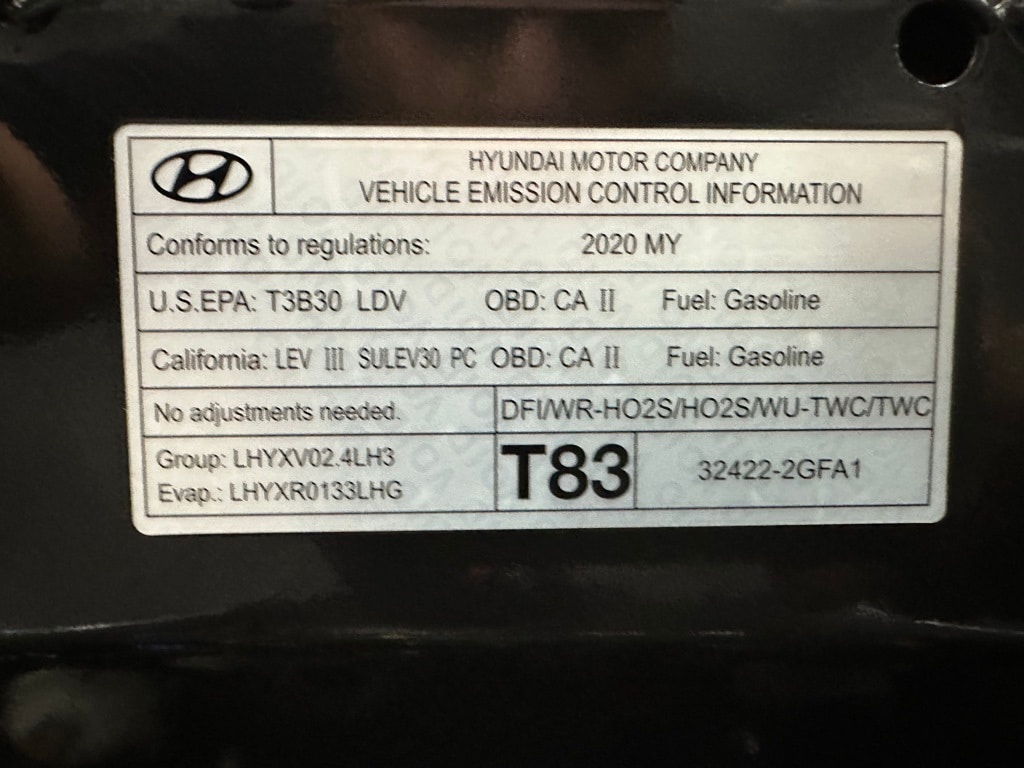 HYUNDAI MOTOR COMPANY
VEHICLE EMISSION CONTROL INFORMATION
Conforms to regulations: 2020 MY
U.S.EPA: T3B30 LDV OBD: CA II Fuel: Gasoline
California: LEV III SULEV30 PC OBD: CA II Fuel: Gasoline
No adjustments needed. DFI/WR-HO2S/HO2S/WU-TWC/TWC
Group: LHYXV02.4LH3
Evap.: LHYXR0133LHG
T83 32422-2GFA1